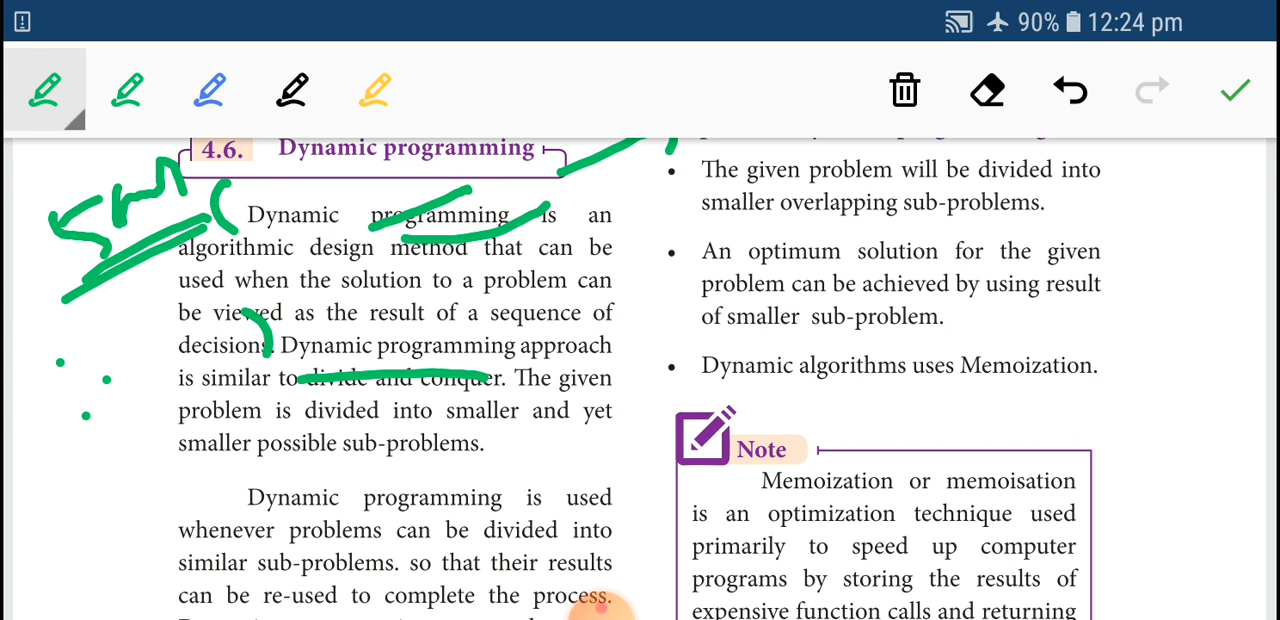 90% 12:24 pm
4.6. Dynamic programming
Dynamic programming is an
algorithmic design method that can be
used when the solution to a problem can
be viewed as the result of a sequence of
decisions. Dynamic programming approach
is similar to divide and conquer. The given
problem is divided into smaller and yet
smaller possible sub-problems.
Dynamic programming is used
whenever problems can be divided into
similar sub-problems. so that their results
can be re-used to complete the process.
• The given problem will be divided into
smaller overlapping sub-problems.
• An optimum solution for the given
problem can be achieved by using result
of smaller sub-problem.
• Dynamic algorithms uses Memoization.
Note
Memoization or memoisation
is an optimization technique used
primarily to speed up computer
programs by storing the results of
expensive function calls and returning